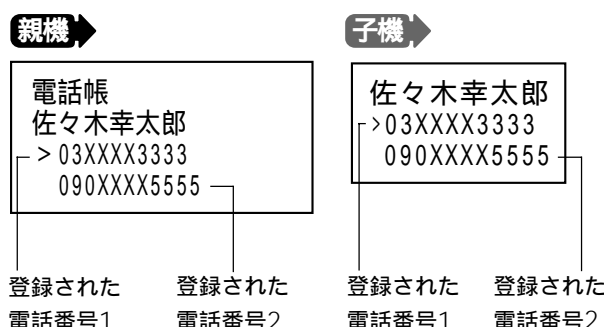 親機
電話帳
佐々木幸太郎
>03XXXX3333
090XXXX5555
登録された
電話番号1
登録された
電話番号2
子機
佐々木幸太郎
>03XXXX3333
090XXXX5555
登録された
電話番号1
登録された
電話番号2